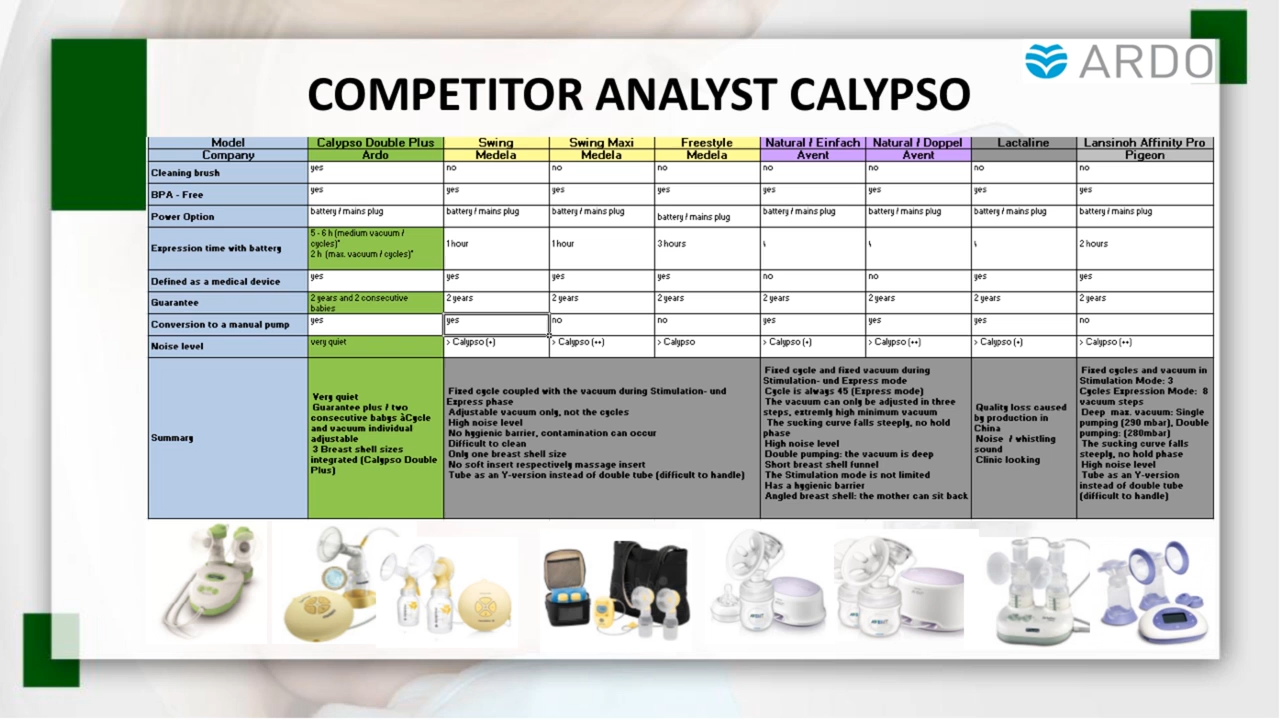 ARDO
COMPETITOR ANALYST CALYPSO
Model Calypso Double Plus Swing Swing Maxi Freestyle Natural / Einfach Natural / Doppel Lactaline Lansinoh Affinity Pro
Company Ardo Medela Medela Medela Avent Avent Pigeon
Cleaning brush yes no no no no no no no
BPA - Free yes yes yes yes yes yes yes yes
Power Option battery / mains plug battery / mains plug battery / mains plug battery / mains plug battery / mains plug battery / mains plug battery / mains plug battery / mains plug
Expression time with battery 5 - 6 h (medium vacuum / cycles)* 2 h (max. vacuum / cycles)* 1 hour 1 hour 3 hours \ \ \ 2 hours
Defined as a medical device yes yes yes yes no no yes yes
Guarantee 2 years and 2 consecutive babies 2 years 2 years 2 years 2 years 2 years 2 years 2 years
Conversion to a manual pump yes yes no no yes yes yes no
Noise level very quiet > Calypso (+) > Calypso (++) > Calypso > Calypso (+) > Calypso (++) > Calypso (+) > Calypso (++)
Summary
Very quiet
Guarantee plus / two
consecutive babys àCycle
and vacuum individual
adjustable
3 Breast shell sizes
integrated (Calypso Double
Plus)
Fixed cycle coupled with the vacuum during Stimulation- und
Express phase
Adjustable vacuum only, not the cycles
High noise level
No hygienic barrier, contamination can occur
Difficult to clean
Only one breast shell size
No soft insert respectively massage insert
Tube as an Y-version instead of double tube (difficult to handle)
Fixed cycle and fixed vacuum during
Stimulation- und Express mode
Cycle is always 45 (Express mode)
The vacuum can only be adjusted in three
steps, extremly high minimum vacuum
The sucking curve falls steeply, no hold
phase
High noise level
Double pumping: the vacuum is deep
Short breast shell funnel
The Stimulation mode is not limited
Has a hygienic barrier
Angled breast shell: the mother can sit back
Quality loss caused
by production in
China
Noise / whistling
sound
Clinic looking
Fixed cycles and vacuum in
Stimulation Mode: 3
Cycles Expression Mode: 8
vacuum steps
Deep max. vacuum: Single
pumping (290 mbar), Double
pumping: (280mbar)
The sucking curve falls
steeply, no hold phase
High noise level
Tube as an Y-version
instead of double tube
(difficult to handle)